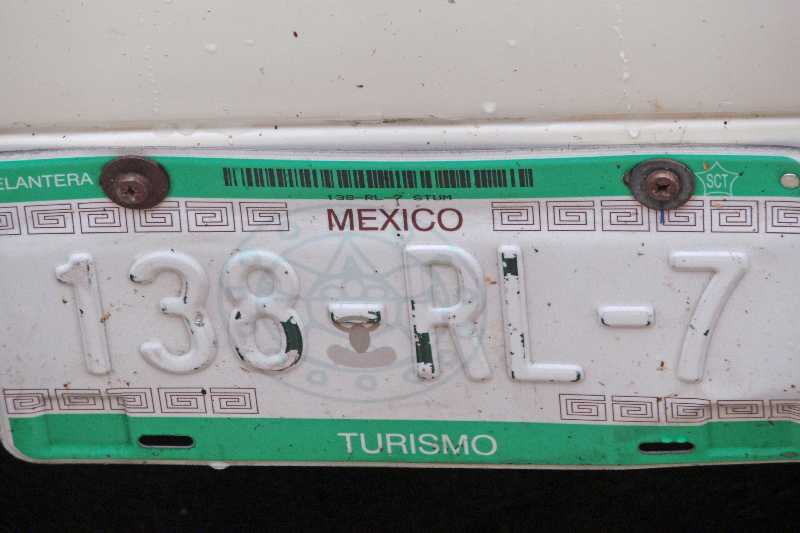 ELANTERA
SCT
138-RL-7 STUM
MEXICO
138-RL-7
TURISMO